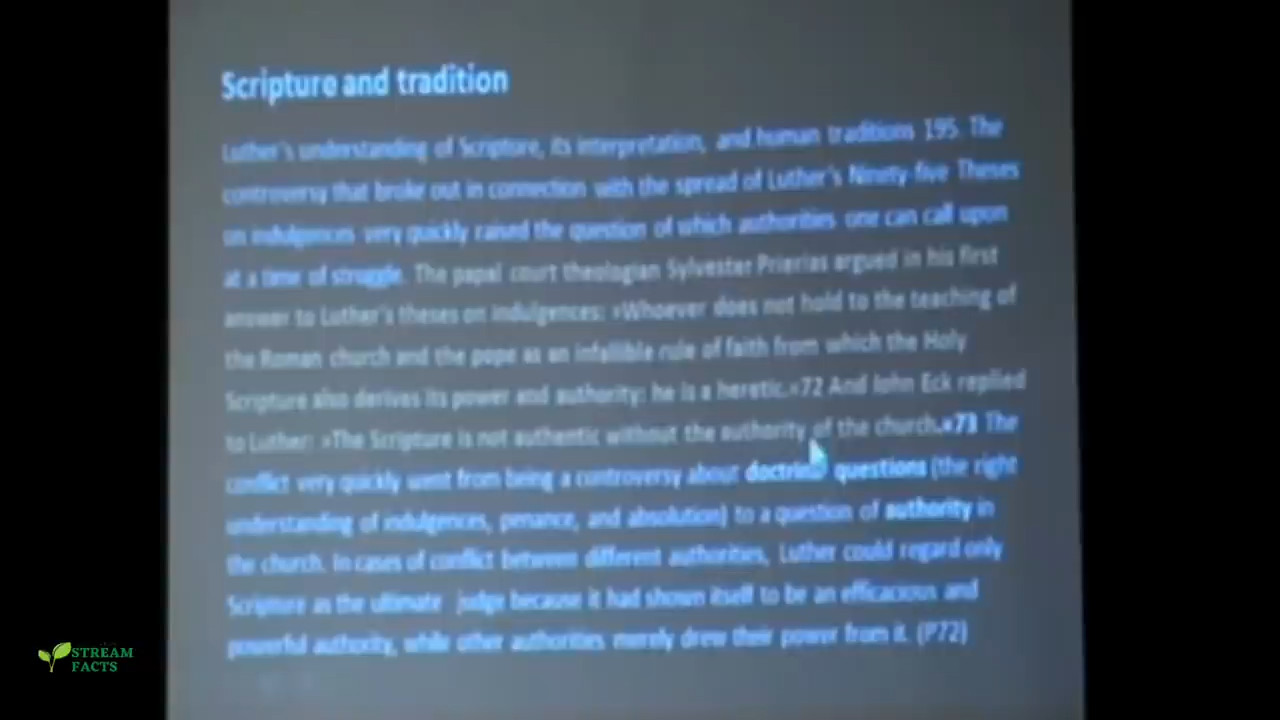 Scripture and tradition
Luther's understanding of Scripture, its interpretation, and human traditions 195. The
controversy that broke out in connection with the spread of Luther's Ninety-five Theses
on indulgences very quickly raised the question of which authorities one can call upon
at a time of struggle. The papal court theologian Sylvester Prierias argued in his first
answer to Luther's theses on indulgences: »Whoever does not hold to the teaching of
the Roman church and the pope as an infallible rule of faith from which the Holy
Scripture also derives its power and authority: he is a heretic.«72 And John Eck replied
to Luther: »The Scripture is not authentic without the authority of the church.«73 The
conflict very quickly went from being a controversy about doctrinal questions (the right
understanding of indulgences, penance, and absolution) to a question of authority in
the church. In cases of conflict between different authorities, Luther could regard only
Scripture as the ultimate judge because it had shown itself to be an efficacious and
powerful authority, while other authorities merely drew their power from it. (P72)
STREAM
FACTS